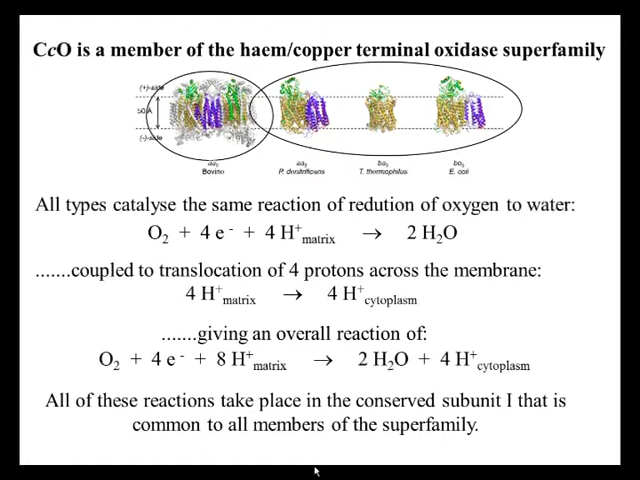 CcO is a member of the haem/copper terminal oxidase superfamily
(+)-side
50 Å
(-)-side
aa₃ aa₃ ba₃ bo₃
Bovine P. denitrificans T. thermophilus E. coli
All types catalyse the same reaction of redution of oxygen to water:
O₂ + 4 e⁻ + 4 H⁺matrix → 2 H₂O
.......coupled to translocation of 4 protons across the membrane:
4 H⁺matrix → 4 H⁺cytoplasm
.......giving an overall reaction of:
O₂ + 4 e⁻ + 8 H⁺matrix → 2 H₂O + 4 H⁺cytoplasm
All of these reactions take place in the conserved subunit I that is
common to all members of the superfamily.